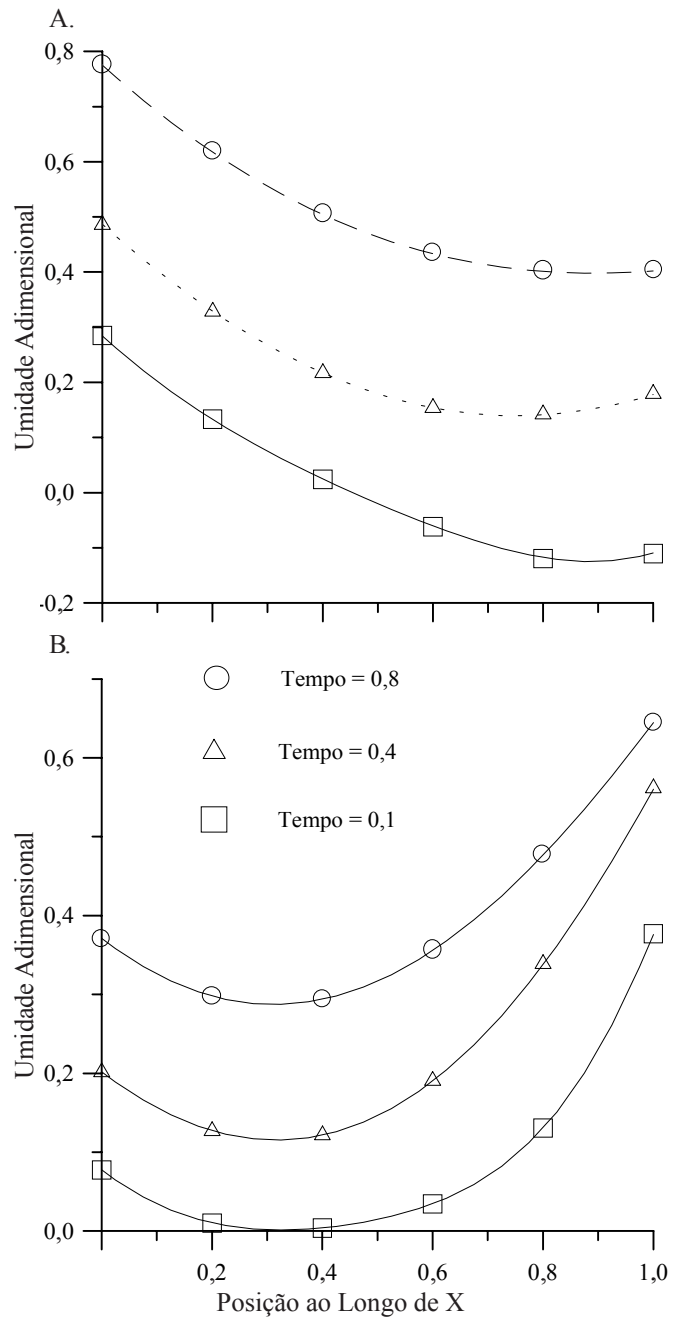 A.
0,8
0,6
0,4
0,2
0,0
-0,2
Umidade Adimensional
B.
Tempo = 0,8
Tempo = 0,4
Tempo = 0,1
0,6
0,4
0,2
0,0
Umidade Adimensional
0,2 0,4 0,6 0,8 1,0
Posição ao Longo de X